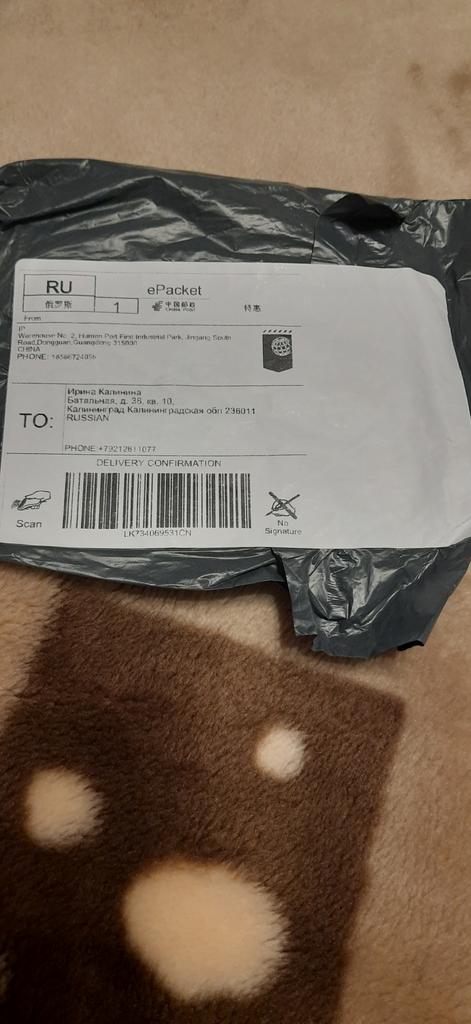 RU
ePacket
俄罗斯
1
中国邮政
China Post
特惠
From
IP
Warehouse No. 2, Humen Port First Industrial Park, Jingang South
Road,Dongguan,Guangdong
CHINA
PHONE:
Ирина Калинина
Батальная, д. 36, кв. 10,
TO:
Калининград Калининградская обл 236011
RUSSIAN
PHONE:+79212611077
DELIVERY CONFIRMATION
Scan
No
Signature
LK734069531CN